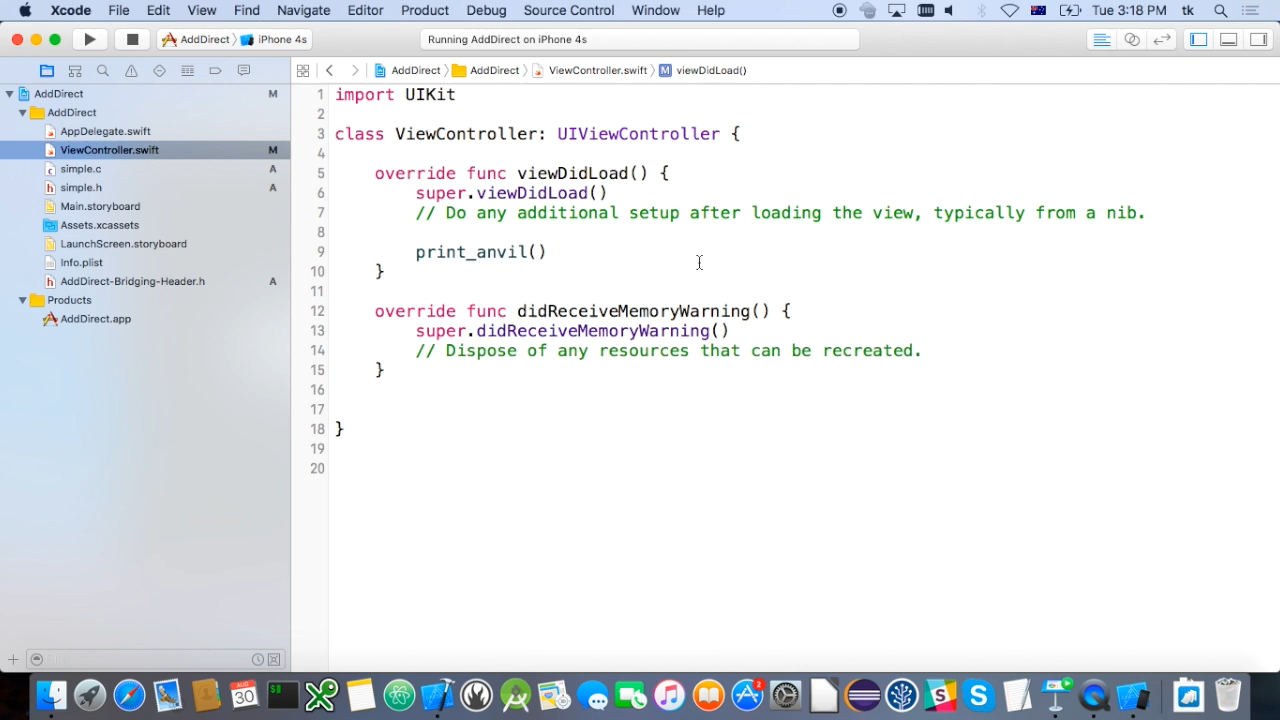 Xcode File Edit View Find Navigate Editor Product Debug Source Control Window Help Tue 3:18 PM tk
AddDirect iPhone 4s Running AddDirect on iPhone 4s
AddDirect AddDirect ViewController.swift M viewDidLoad()
AddDirect M
AddDirect
AppDelegate.swift
ViewController.swift M
simple.c A
simple.h A
Main.storyboard
Assets.xcassets
LaunchScreen.storyboard
Info.plist
AddDirect-Bridging-Header.h A
Products
AddDirect.app
1 import UIKit
2
3 class ViewController: UIViewController {
4
5 override func viewDidLoad() {
6 super.viewDidLoad()
7 // Do any additional setup after loading the view, typically from a nib.
8
9 print_anvil()
10 }
11
12 override func didReceiveMemoryWarning() {
13 super.didReceiveMemoryWarning()
14 // Dispose of any resources that can be recreated.
15 }
16
17
18 }
19
20
AUG
30
$
2